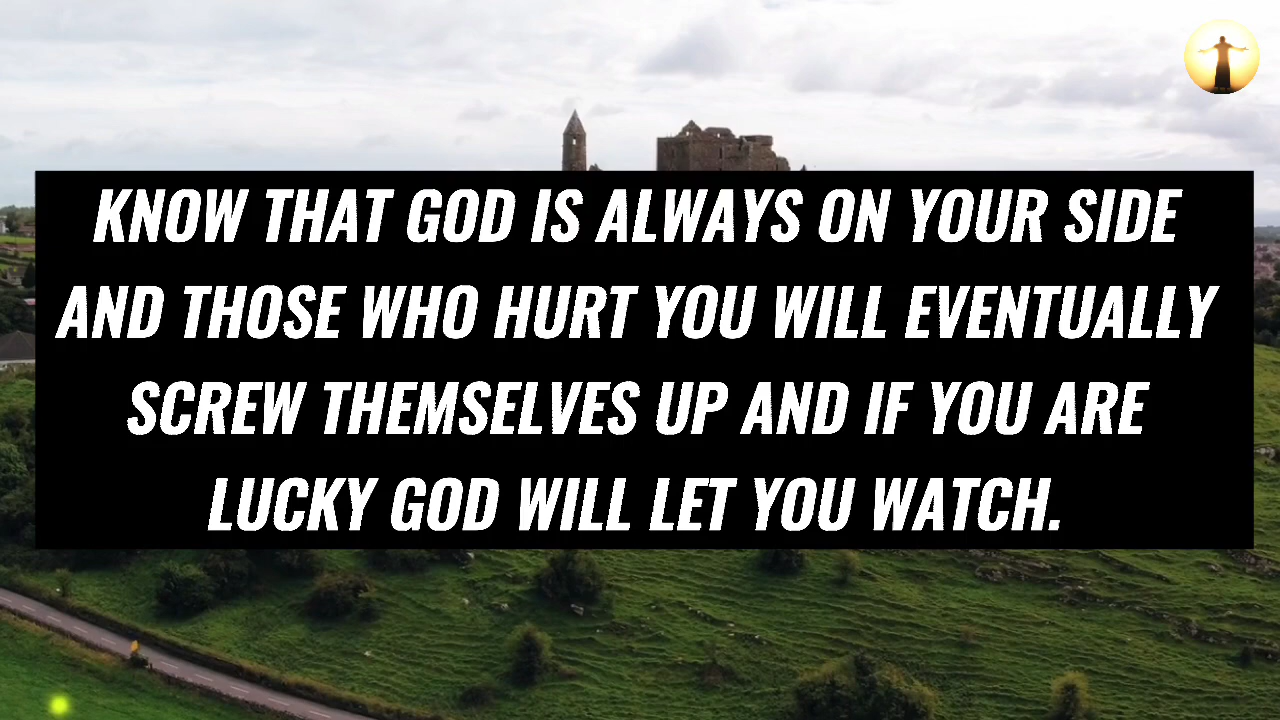 KNOW THAT GOD IS ALWAYS ON YOUR SIDE
AND THOSE WHO HURT YOU WILL EVENTUALLY
SCREW THEMSELVES UP AND IF YOU ARE
LUCKY GOD WILL LET YOU WATCH.